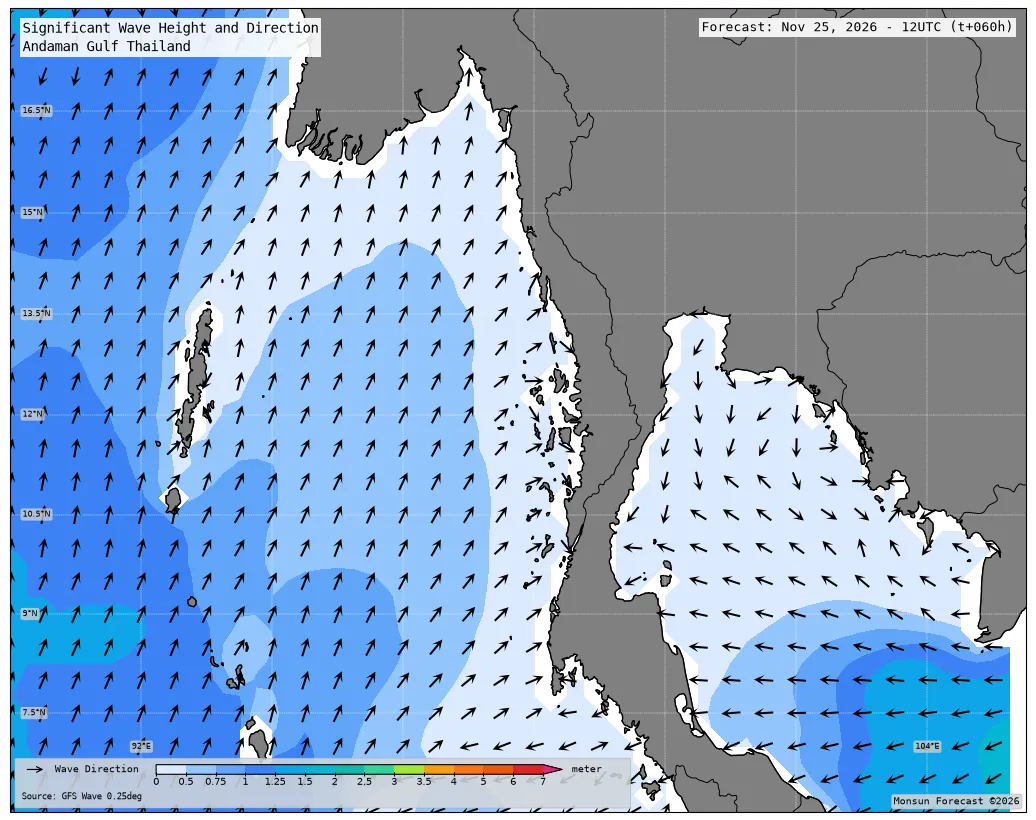 Significant Wave Height and Direction
Andaman Gulf Thailand
Forecast: Nov 25, 2026 - 12UTC (t+060h)
16.5°N
15°N
13.5°N
12°N
10.5°N
9°N
7.5°N
92°E
104°E
Wave Direction
0.5 0.75 1 1.25 1.5 2 2.5 3 3.5 4 5 6 7 meter
Source: GFS Wave 0.25deg
Monsun Forecast ©2026